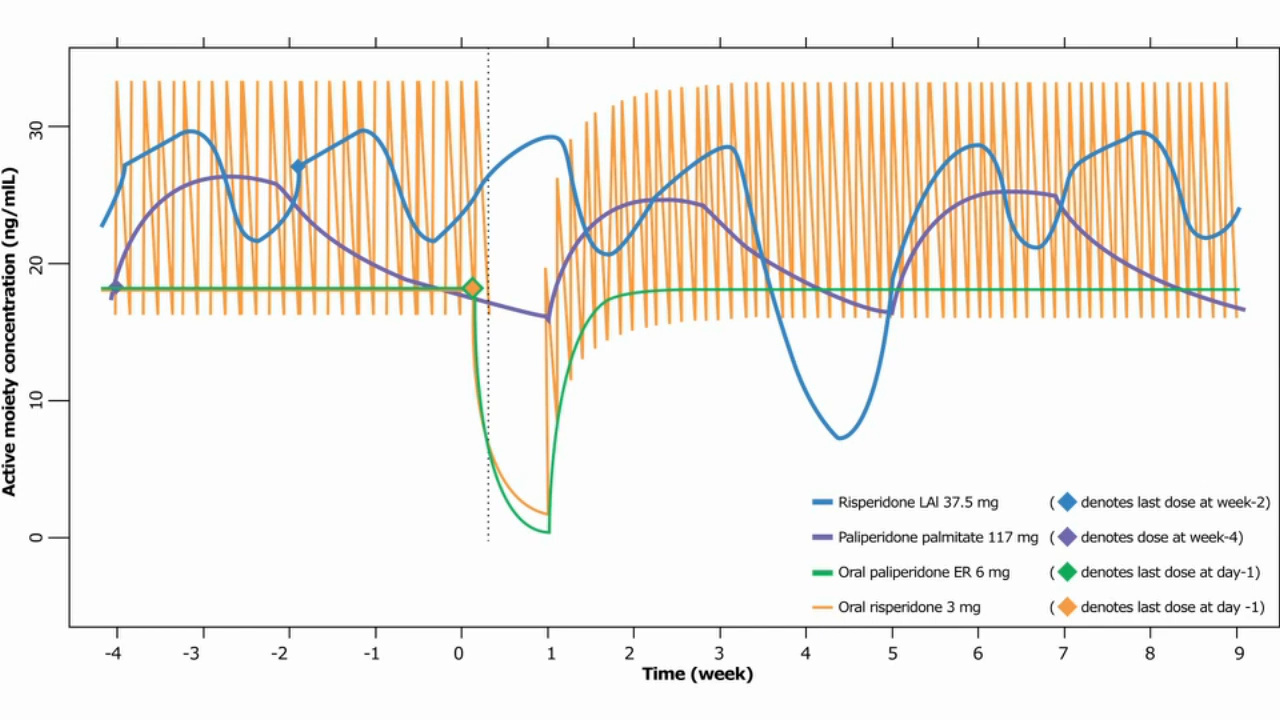 Active moiety concentration (ng/mlL)
30
20
10
0
-4 -3 -2 -1 0 1 2 3 4 5 6 7 8 9
Time (week)
Risperidone LAl 37.5 mg ( denotes last dose at week-2)
Paliperidone palmitate 117 mg ( denotes dose at week-4)
Oral paliperidone ER 6 mg ( denotes last dose at day-1)
Oral risperidone 3 mg ( denotes last dose at day -1)